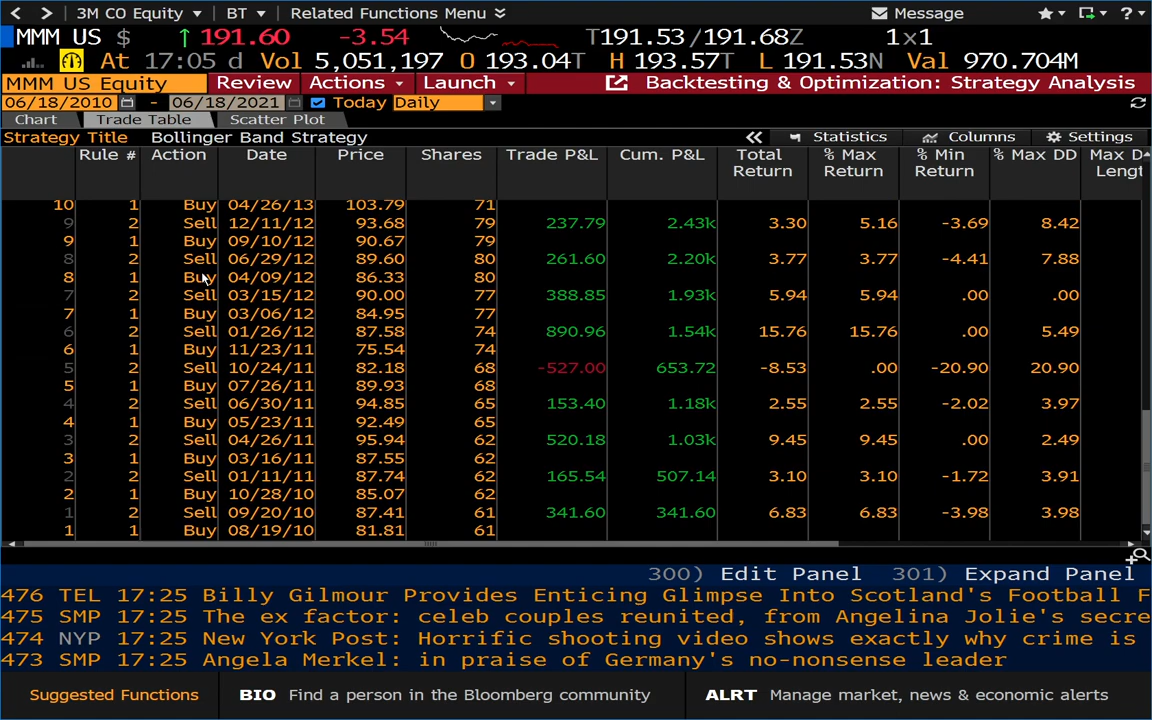 3M CO Equity BT Related Functions Menu Message ?
MMM US $ ↑ 191.60 -3.54 T191.53/191.68Z 1x1
At 17:05 d Vol 5,051,197 O 193.04T H 193.57T L 191.53N Val 970.704M
MMM US Equity Review Actions Launch Backtesting & Optimization: Strategy Analysis
06/18/2010 - 06/18/2021 Today Daily
Chart Trade Table Scatter Plot
Strategy Title Bollinger Band Strategy « Statistics Columns Settings
Rule # Action Date Price Shares Trade P&L Cum. P&L Total % Max % Min % Max DD Max D
Return Return Return Lengt
10 1 Buy 04/26/13 103.79 71
9 2 Sell 12/11/12 93.68 79 237.79 2.43k 3.30 5.16 -3.69 8.42
9 1 Buy 09/10/12 90.67 79
8 2 Sell 06/29/12 89.60 80 261.60 2.20k 3.77 3.77 -4.41 7.88
8 1 Buy 04/09/12 86.33 80
7 2 Sell 03/15/12 90.00 77 388.85 1.93k 5.94 5.94 .00 .00
7 1 Buy 03/06/12 84.95 77
6 2 Sell 01/26/12 87.58 74 890.96 1.54k 15.76 15.76 .00 5.49
6 1 Buy 11/23/11 75.54 74
5 2 Sell 10/24/11 82.18 68 -527.00 653.72 -8.53 .00 -20.90 20.90
5 1 Buy 07/26/11 89.93 68
4 2 Sell 06/30/11 94.85 65 153.40 1.18k 2.55 2.55 -2.02 3.97
4 1 Buy 05/23/11 92.49 65
3 2 Sell 04/26/11 95.94 62 520.18 1.03k 9.45 9.45 .00 2.49
3 1 Buy 03/16/11 87.55 62
2 2 Sell 01/11/11 87.74 62 165.54 507.14 3.10 3.10 -1.72 3.91
2 1 Buy 10/28/10 85.07 62
1 2 Sell 09/20/10 87.41 61 341.60 341.60 6.83 6.83 -3.98 3.98
1 1 Buy 08/19/10 81.81 61
300) Edit Panel 301) Expand Panel
476 TEL 17:25 Billy Gilmour Provides Enticing Glimpse Into Scotland's Football F
475 SMP 17:25 The ex factor: celeb couples reunited, from Angelina Jolie's secre
474 NYP 17:25 New York Post: Horrific shooting video shows exactly why crime is
473 SMP 17:25 Angela Merkel: in praise of Germany's no-nonsense leader
Suggested Functions BIO Find a person in the Bloomberg community ALRT Manage market, news & economic alerts